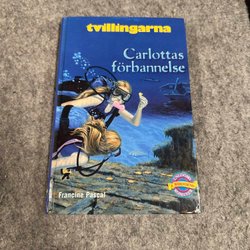 tvillingarna
Carlottas
förbannelse
Francine Pascal